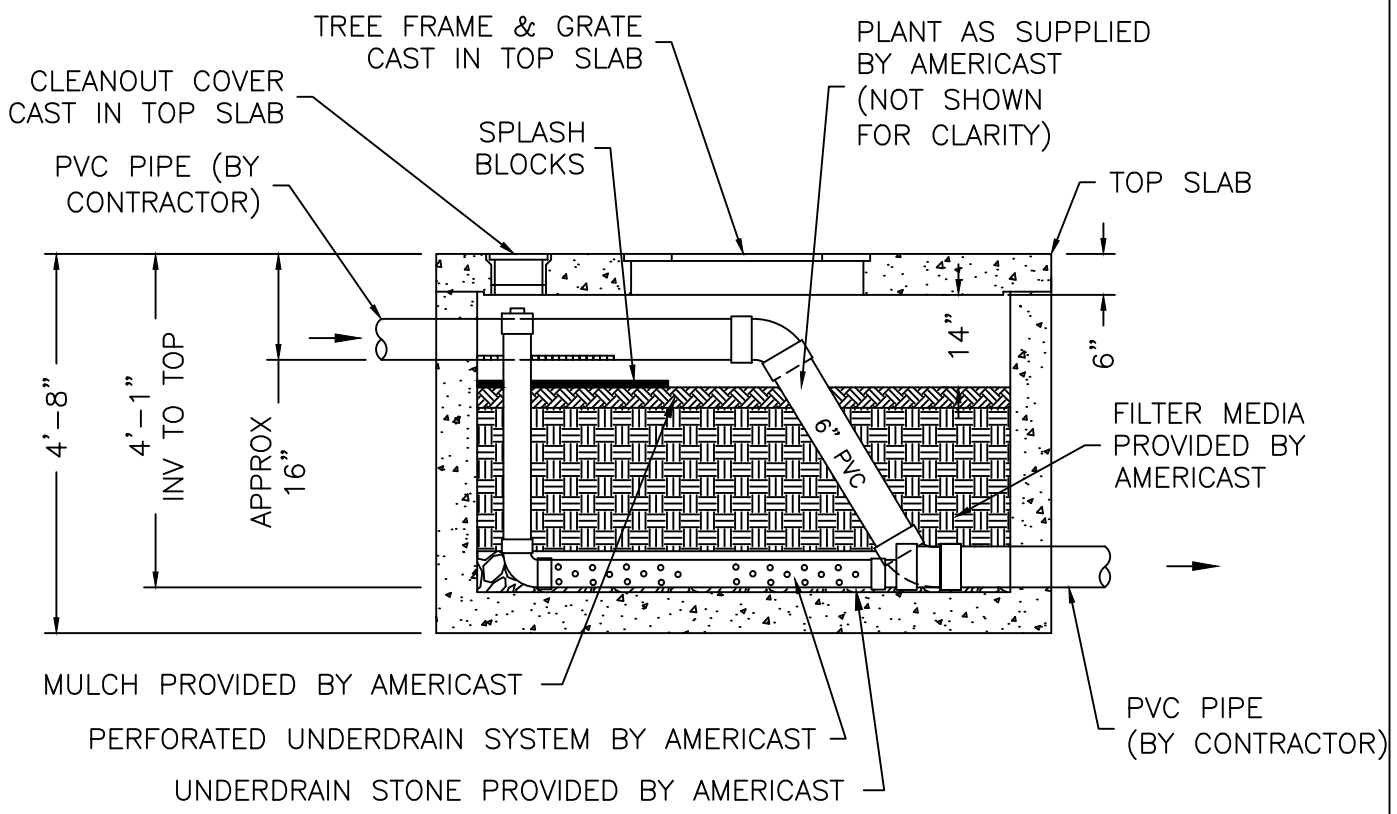 TREE FRAME & GRATE
CAST IN TOP SLAB
PLANT AS SUPPLIED
BY AMERICAST
(NOT SHOWN
FOR CLARITY)
CLEANOUT COVER
CAST IN TOP SLAB
SPLASH
BLOCKS
PVC PIPE (BY
CONTRACTOR)
TOP SLAB
4'-8"
4'-1"
INV TO TOP
APPROX
16"
14"
6"
6" PVC
FILTER MEDIA
PROVIDED BY
AMERICAST
MULCH PROVIDED BY AMERICAST
PERFORATED UNDERDRAIN SYSTEM BY AMERICAST
UNDERDRAIN STONE PROVIDED BY AMERICAST
PVC PIPE
(BY CONTRACTOR)